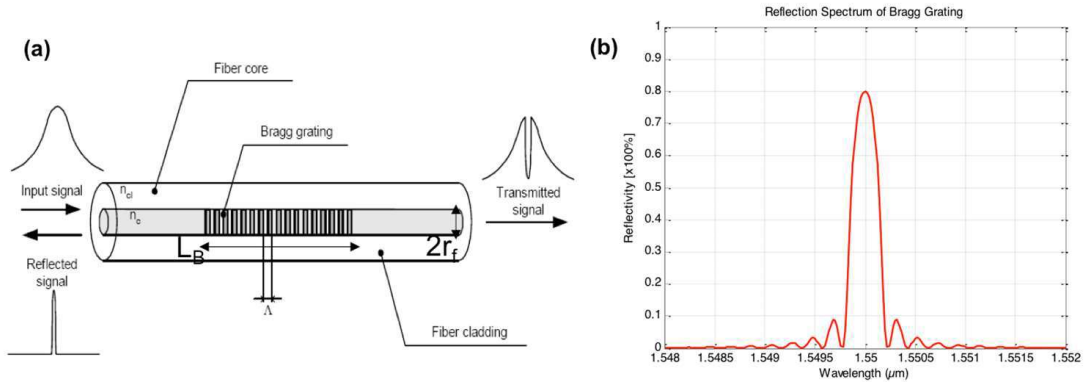 (a)
Fiber core
Bragg grating
Input signal
n_cl
n_c
Transmitted
signal
L_B
2r_f
Reflected
signal
Λ
Fiber cladding
(b)
Reflection Spectrum of Bragg Grating
Reflectivity [x100%]
1
0.9
0.8
0.7
0.6
0.5
0.4
0.3
0.2
0.1
0
1.548 1.5485 1.549 1.5495 1.55 1.5505 1.551 1.5515 1.552
Wavelength (μm)